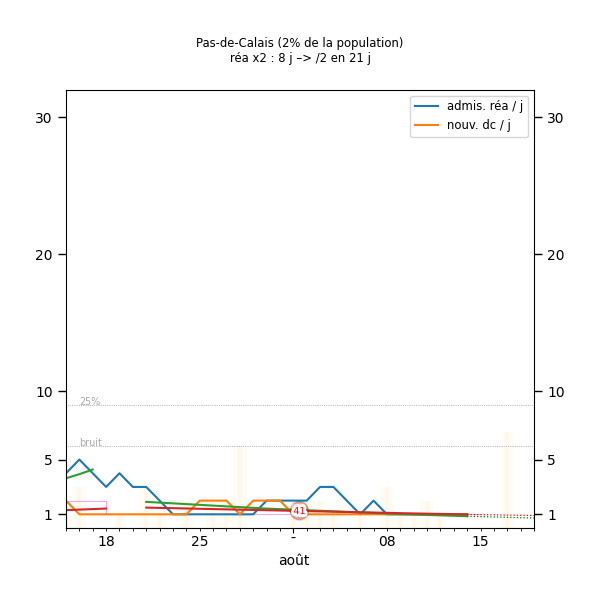 Pas-de-Calais (2% de la population)
réa x2 : 8 j –> /2 en 21 j
admis. réa / j
nouv. dc / j
30
30
20
20
10
10
25%
bruit
5
5
1
1
41
18
25
-
08
15
août